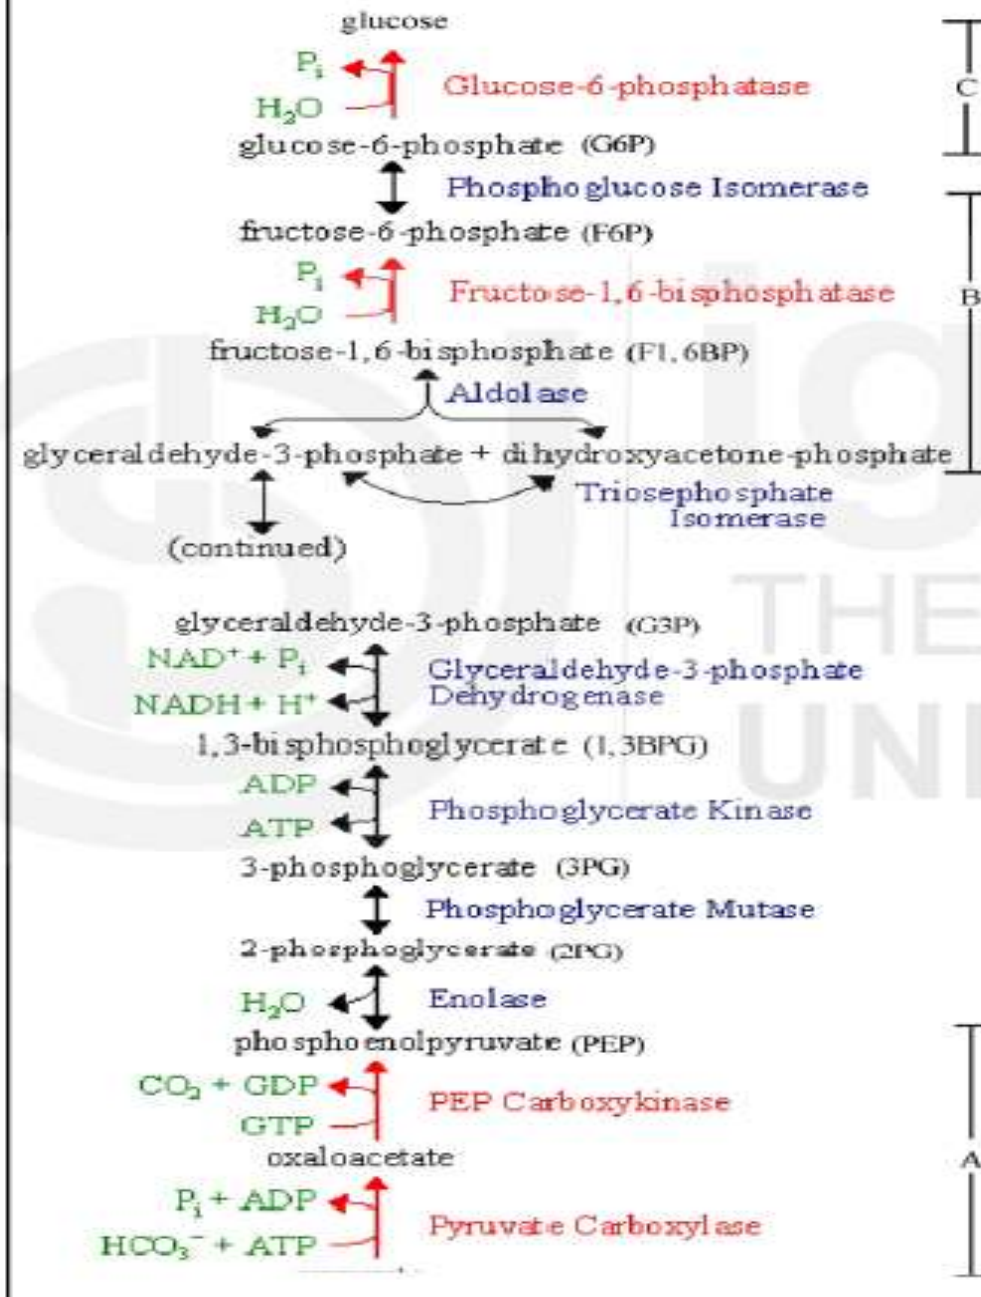 glucose
Pi
Glucose-6-phosphatase
C
H₂O
glucose-6-phosphate (G6P)
Phosphoglucose Isomerase
fructose-6-phosphate (F6P)
Pi
Fructose-1,6-bisphosphatase
B
H₂O
fructose-1,6-bisphosphate (F1,6BP)
Aldolase
glyceraldehyde-3-phosphate + dihydroxyacetone-phosphate
Triosephosphate
Isomerase
(continued)
ig
THE
UNI
glyceraldehyde-3-phosphate (G3P)
NAD⁺ + Pi
Glyceraldehyde-3-phosphate
Dehydrogenase
NADH + H⁺
1,3-bisphosphoglycerate (1,3BPG)
ADP
Phosphoglycerate Kinase
ATP
3-phosphoglycerate (3PG)
Phosphoglycerate Mutase
2-phosphoglycerate (2PG)
H₂O
Enolase
phosphoenolpyruvate (PEP)
CO₂ + GDP
PEP Carboxykinase
GTP
oxaloacetate
A
Pi + ADP
Pyruvate Carboxylase
HCO₃⁻ + ATP